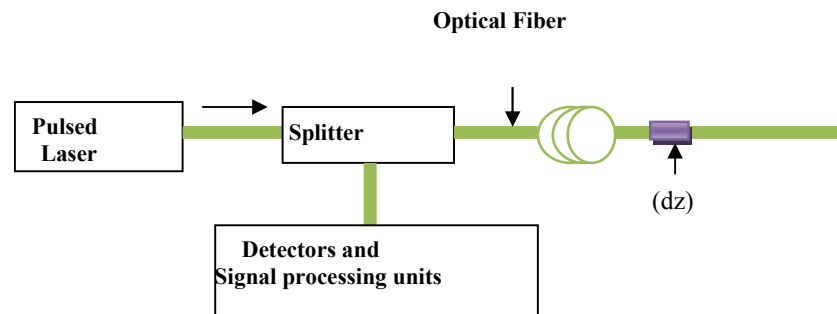 Optical Fiber
Pulsed
Laser
Splitter
(dz)
Detectors and
Signal processing units